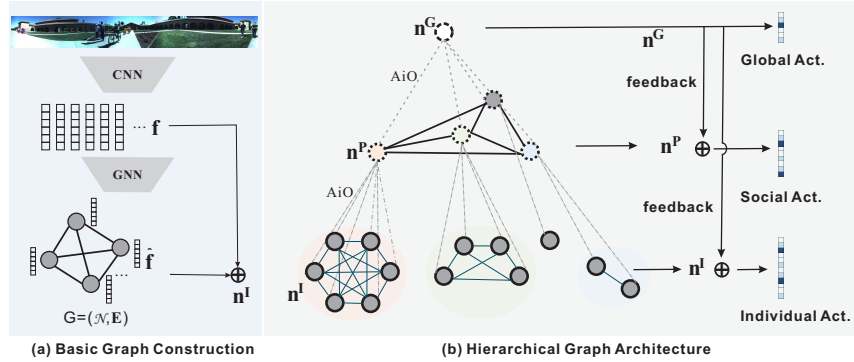 CNN
··· f
GNN
f̂
···
n^I
G=(𝒩,E)
(a) Basic Graph Construction
n^G
n^G
Global Act.
AiO
feedback
n^P
n^P
Social Act.
AiO
feedback
n^I
n^I
Individual Act.
(b) Hierarchical Graph Architecture